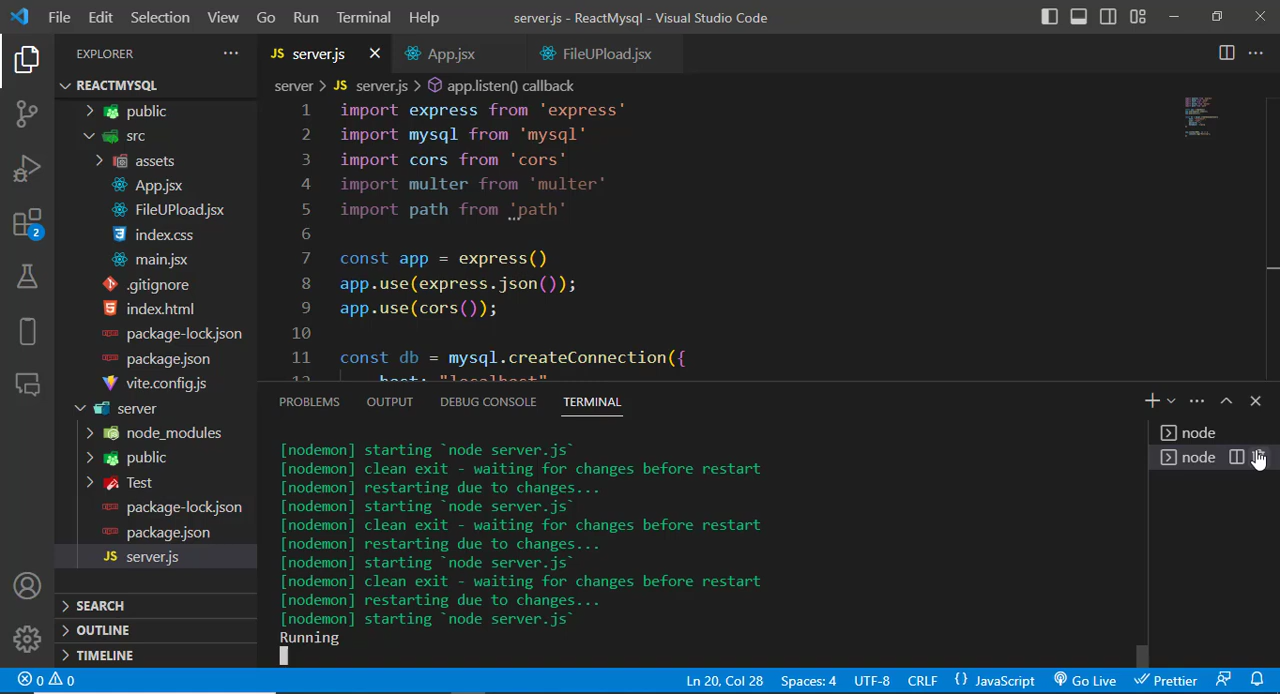 File Edit Selection View Go Run Terminal Help server.js - ReactMysql - Visual Studio Code
EXPLORER
REACTMYSQL
public
src
assets
App.jsx
FileUPload.jsx
index.css
main.jsx
.gitignore
index.html
package-lock.json
package.json
vite.config.js
server
node_modules
public
Test
package-lock.json
package.json
JS server.js
SEARCH
OUTLINE
TIMELINE
2
JS server.js App.jsx FileUPload.jsx
server > JS server.js > app.listen() callback
1 import express from 'express'
2 import mysql from 'mysql'
3 import cors from 'cors'
4 import multer from 'multer'
5 import path from 'path'
6
7 const app = express()
8 app.use(express.json());
9 app.use(cors());
10
11 const db = mysql.createConnection({
12 host: "localhost"
PROBLEMS OUTPUT DEBUG CONSOLE TERMINAL
[nodemon] starting `node server.js`
[nodemon] clean exit - waiting for changes before restart
[nodemon] restarting due to changes...
[nodemon] starting `node server.js`
[nodemon] clean exit - waiting for changes before restart
[nodemon] restarting due to changes...
[nodemon] starting `node server.js`
[nodemon] clean exit - waiting for changes before restart
[nodemon] restarting due to changes...
[nodemon] starting `node server.js`
Running
node
node
0 0 Ln 20, Col 28 Spaces: 4 UTF-8 CRLF {} JavaScript Go Live Prettier